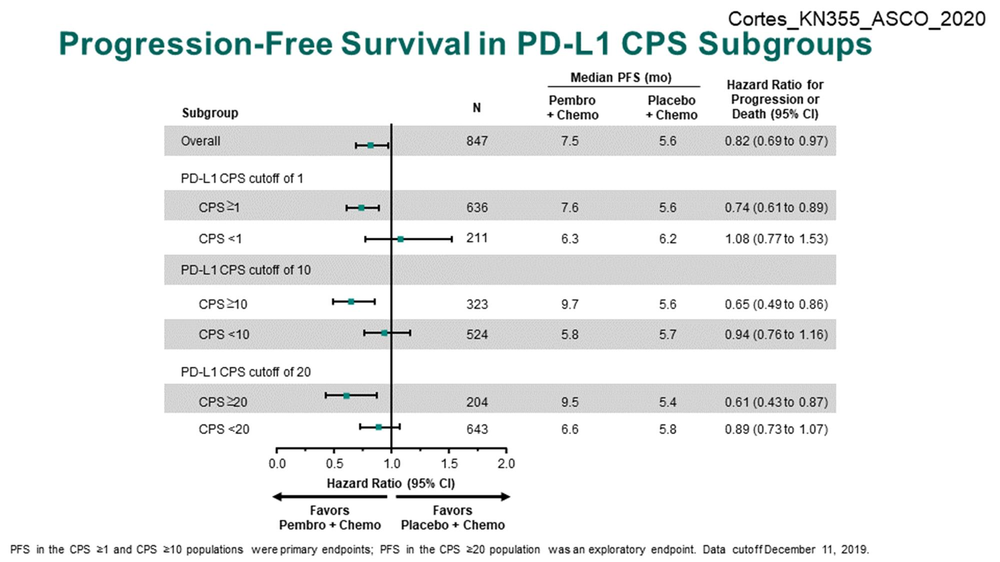 Cortes_KN355_ASCO_2020
Progression-Free Survival in PD-L1 CPS Subgroups
Median PFS (mo)
Subgroup N Pembro + Chemo Placebo + Chemo Hazard Ratio for Progression or Death (95% CI)
Overall 847 7.5 5.6 0.82 (0.69 to 0.97)
PD-L1 CPS cutoff of 1
CPS ≥1 636 7.6 5.6 0.74 (0.61 to 0.89)
CPS <1 211 6.3 6.2 1.08 (0.77 to 1.53)
PD-L1 CPS cutoff of 10
CPS ≥10 323 9.7 5.6 0.65 (0.49 to 0.86)
CPS <10 524 5.8 5.7 0.94 (0.76 to 1.16)
PD-L1 CPS cutoff of 20
CPS ≥20 204 9.5 5.4 0.61 (0.43 to 0.87)
CPS <20 643 6.6 5.8 0.89 (0.73 to 1.07)
0.0 0.5 1.0 1.5 2.0
Hazard Ratio (95% CI)
Favors Pembro + Chemo
Favors Placebo + Chemo
PFS in the CPS ≥1 and CPS ≥10 populations were primary endpoints; PFS in the CPS ≥20 population was an exploratory endpoint. Data cutoff December 11, 2019.